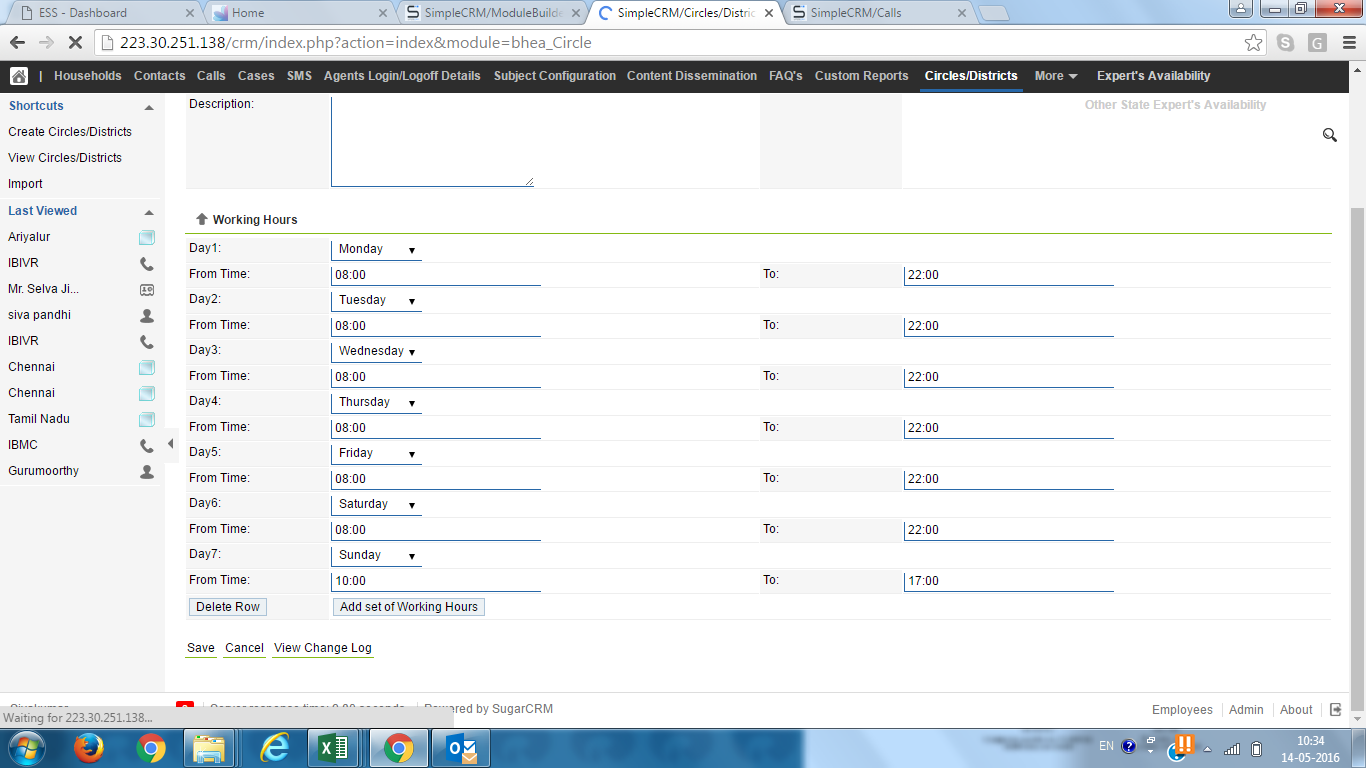 ESS - Dashboard
Home
SimpleCRM/ModuleBuilde
SimpleCRM/Circles/Distric
SimpleCRM/Calls
223.30.251.138/crm/index.php?action=index&module=bhea_Circle
| Households Contacts Calls Cases SMS Agents Login/Logoff Details Subject Configuration Content Dissemination FAQ's Custom Reports Circles/Districts More Expert's Availability
Other State Expert's Availability
Shortcuts
Create Circles/Districts
View Circles/Districts
Import
Last Viewed
Ariyalur
IBIVR
Mr. Selva Ji...
siva pandhi
IBIVR
Chennai
Chennai
Tamil Nadu
IBMC
Gurumoorthy
Description:
Working Hours
Day1: Monday
From Time: 08:00 To: 22:00
Day2: Tuesday
From Time: 08:00 To: 22:00
Day3: Wednesday
From Time: 08:00 To: 22:00
Day4: Thursday
From Time: 08:00 To: 22:00
Day5: Friday
From Time: 08:00 To: 22:00
Day6: Saturday
From Time: 08:00 To: 22:00
Day7: Sunday
From Time: 10:00 To: 17:00
Delete Row Add set of Working Hours
Save Cancel View Change Log
Powered by SugarCRM
Employees | Admin | About
Waiting for 223.30.251.138...
EN
10:34
14-05-2016